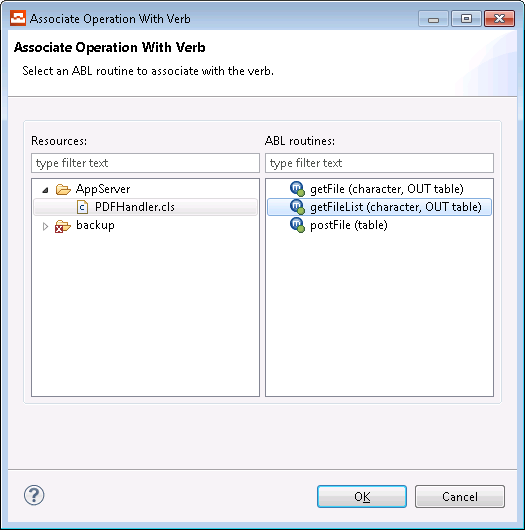 Associate Operation With Verb
Associate Operation With Verb
Select an ABL routine to associate with the verb.
Resources:
ABL routines:
type filter text
type filter text
AppServer
PDFHandler.cls
backup
getFile (character, OUT table)
getFileList (character, OUT table)
postFile (table)
?
OK
Cancel